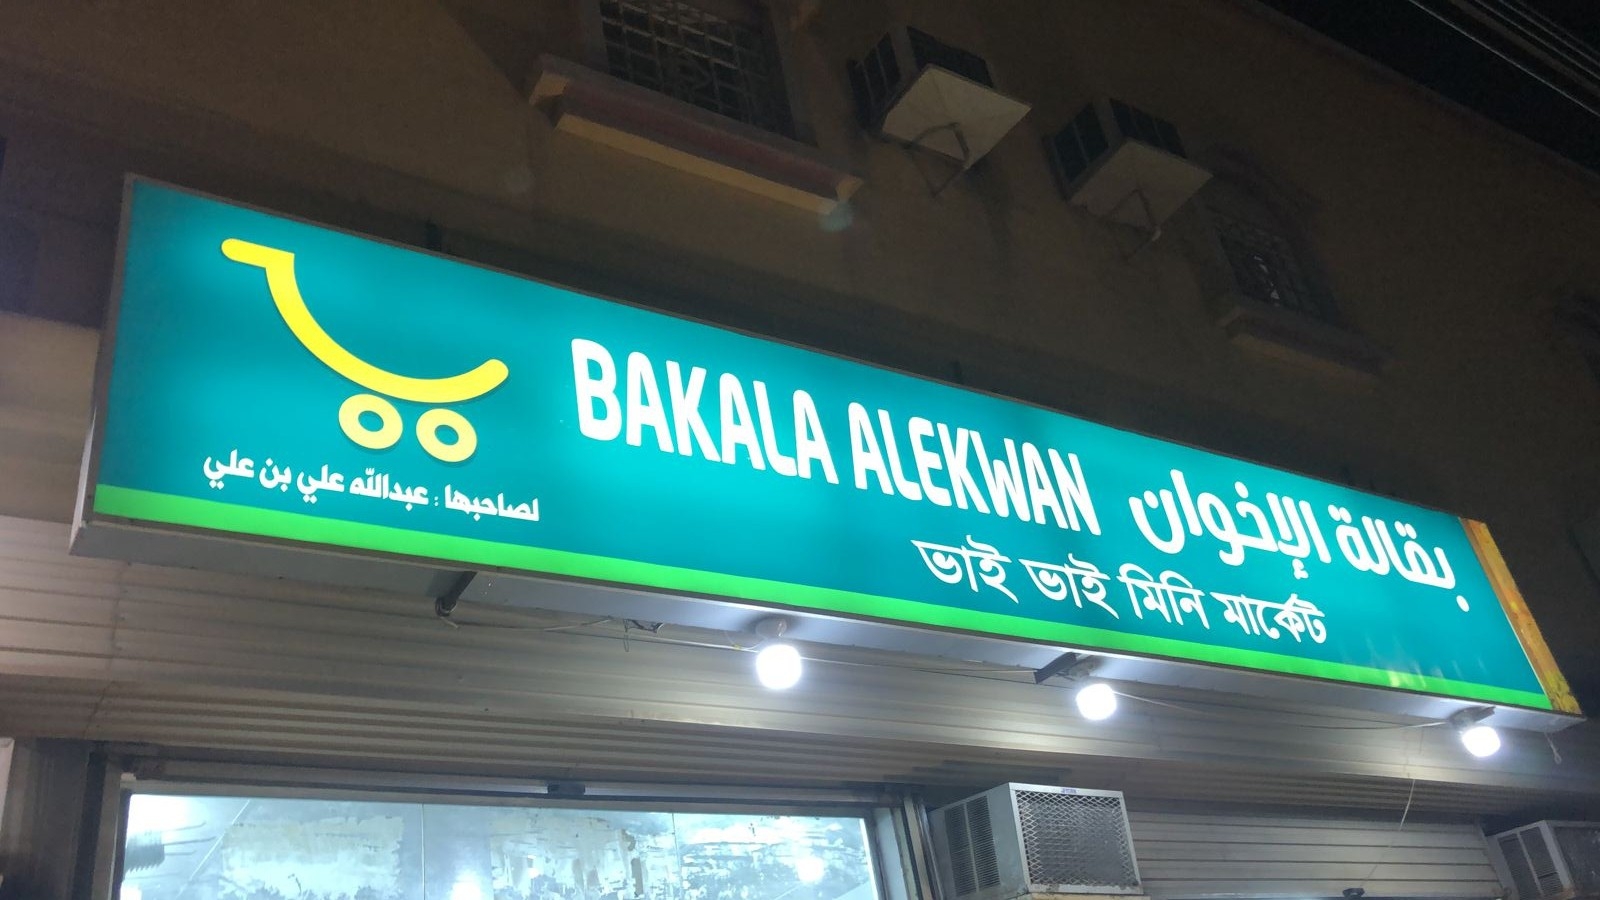 بقالة الإخوان
BAKALA ALEKWAN
ভাই ভাই মিনি মার্কেট
لصاحبها : عبدالله علي بن علي